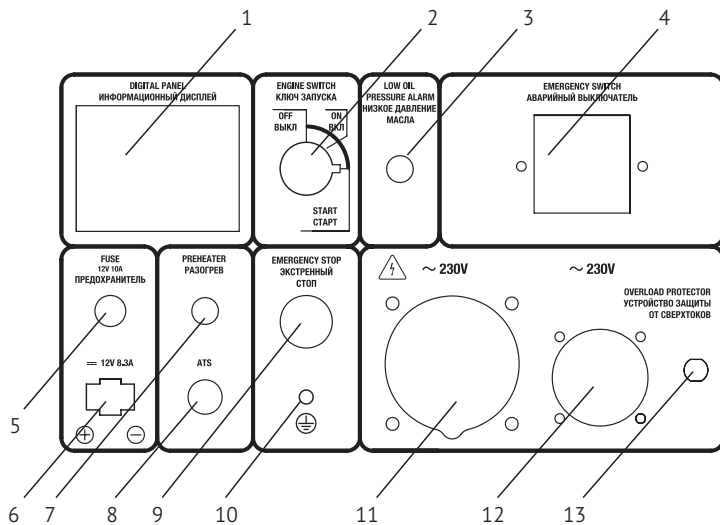 1
2
3
4
DIGITAL PANEL
ИНФОРМАЦИОННЫЙ ДИСПЛЕЙ
ENGINE SWITCH
КЛЮЧ ЗАПУСКА
OFF
ВЫКЛ
ON
ВКЛ
START
СТАРТ
LOW OIL
PRESSURE ALARM
НИЗКОЕ ДАВЛЕНИЕ
МАСЛА
EMERGENCY SWITCH
АВАРИЙНЫЙ ВЫКЛЮЧАТЕЛЬ
FUSE
12V 10A
ПРЕДОХРАНИТЕЛЬ
12V 8.3A
PREHEATER
РАЗОГРЕВ
ATS
EMERGENCY STOP
ЭКСТРЕННЫЙ
СТОП
~ 230V
~ 230V
OVERLOAD PROTECTOR
УСТРОЙСТВО ЗАЩИТЫ
ОТ СВЕРХТОКОВ
5
6
7
8
9
10
11
12
13